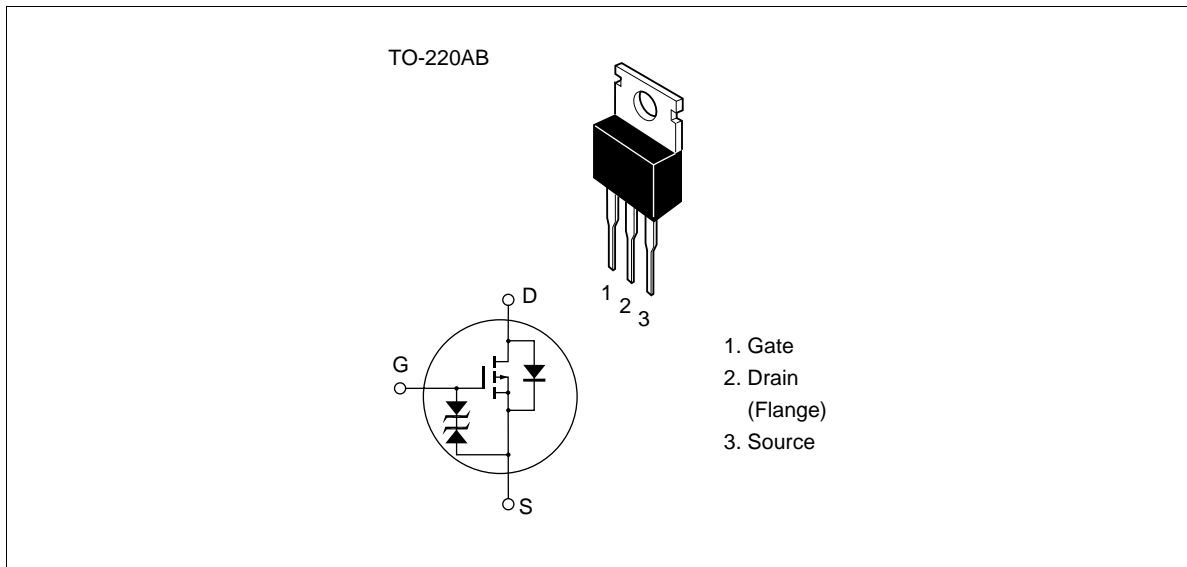 TO-220AB
1
2
3
D
G
S
1. Gate
2. Drain
(Flange)
3. Source